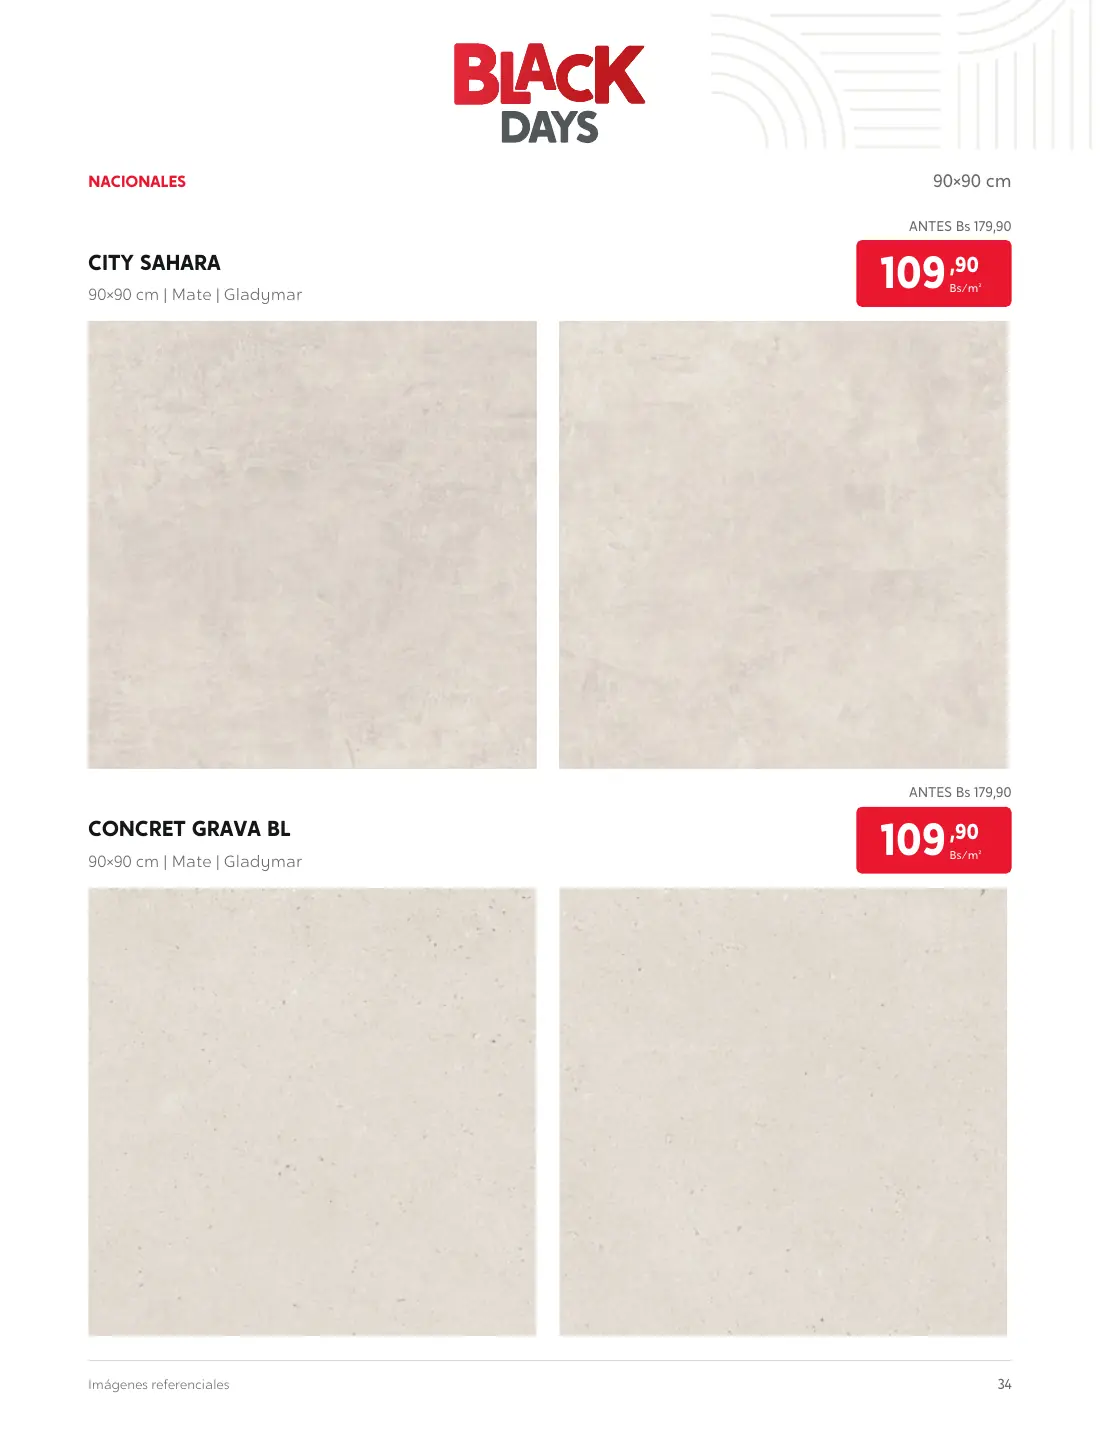 BLACK
DAYS
NACIONALES
90×90 cm
ANTES Bs 179,90
CITY SAHARA
109,90
Bs/m²
90×90 cm | Mate | Gladymar
ANTES Bs 179,90
CONCRET GRAVA BL
109,90
Bs/m²
90×90 cm | Mate | Gladymar
Imágenes referenciales
34